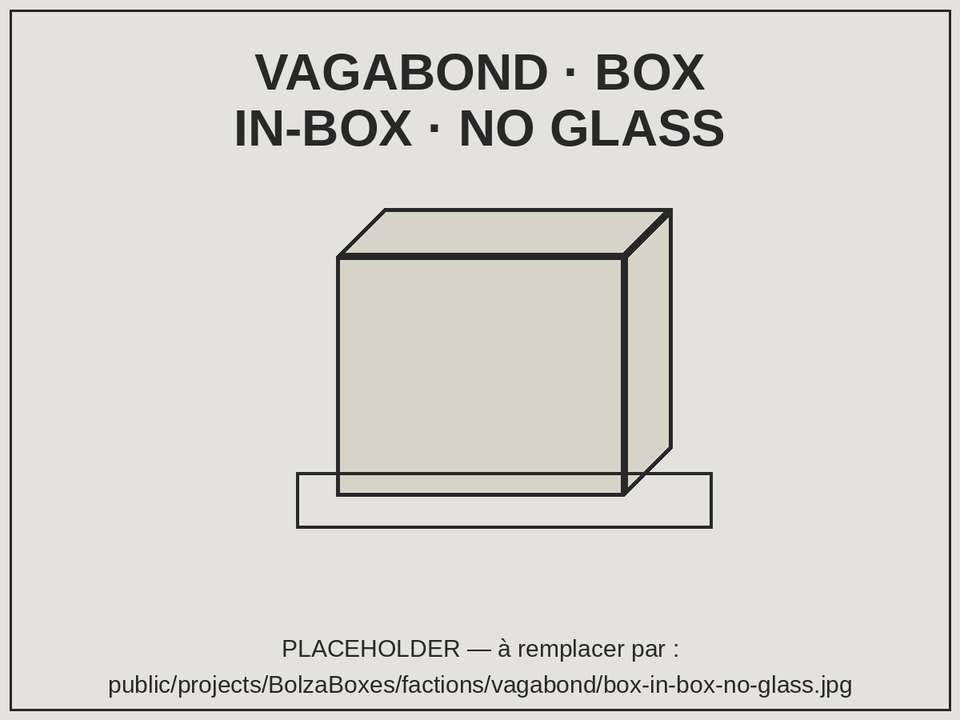 VAGABOND · BOX
IN-BOX · NO GLASS
PLACEHOLDER — à remplacer par :
public/projects/BolzaBoxes/factions/vagabond/box-in-box-no-glass.jpg